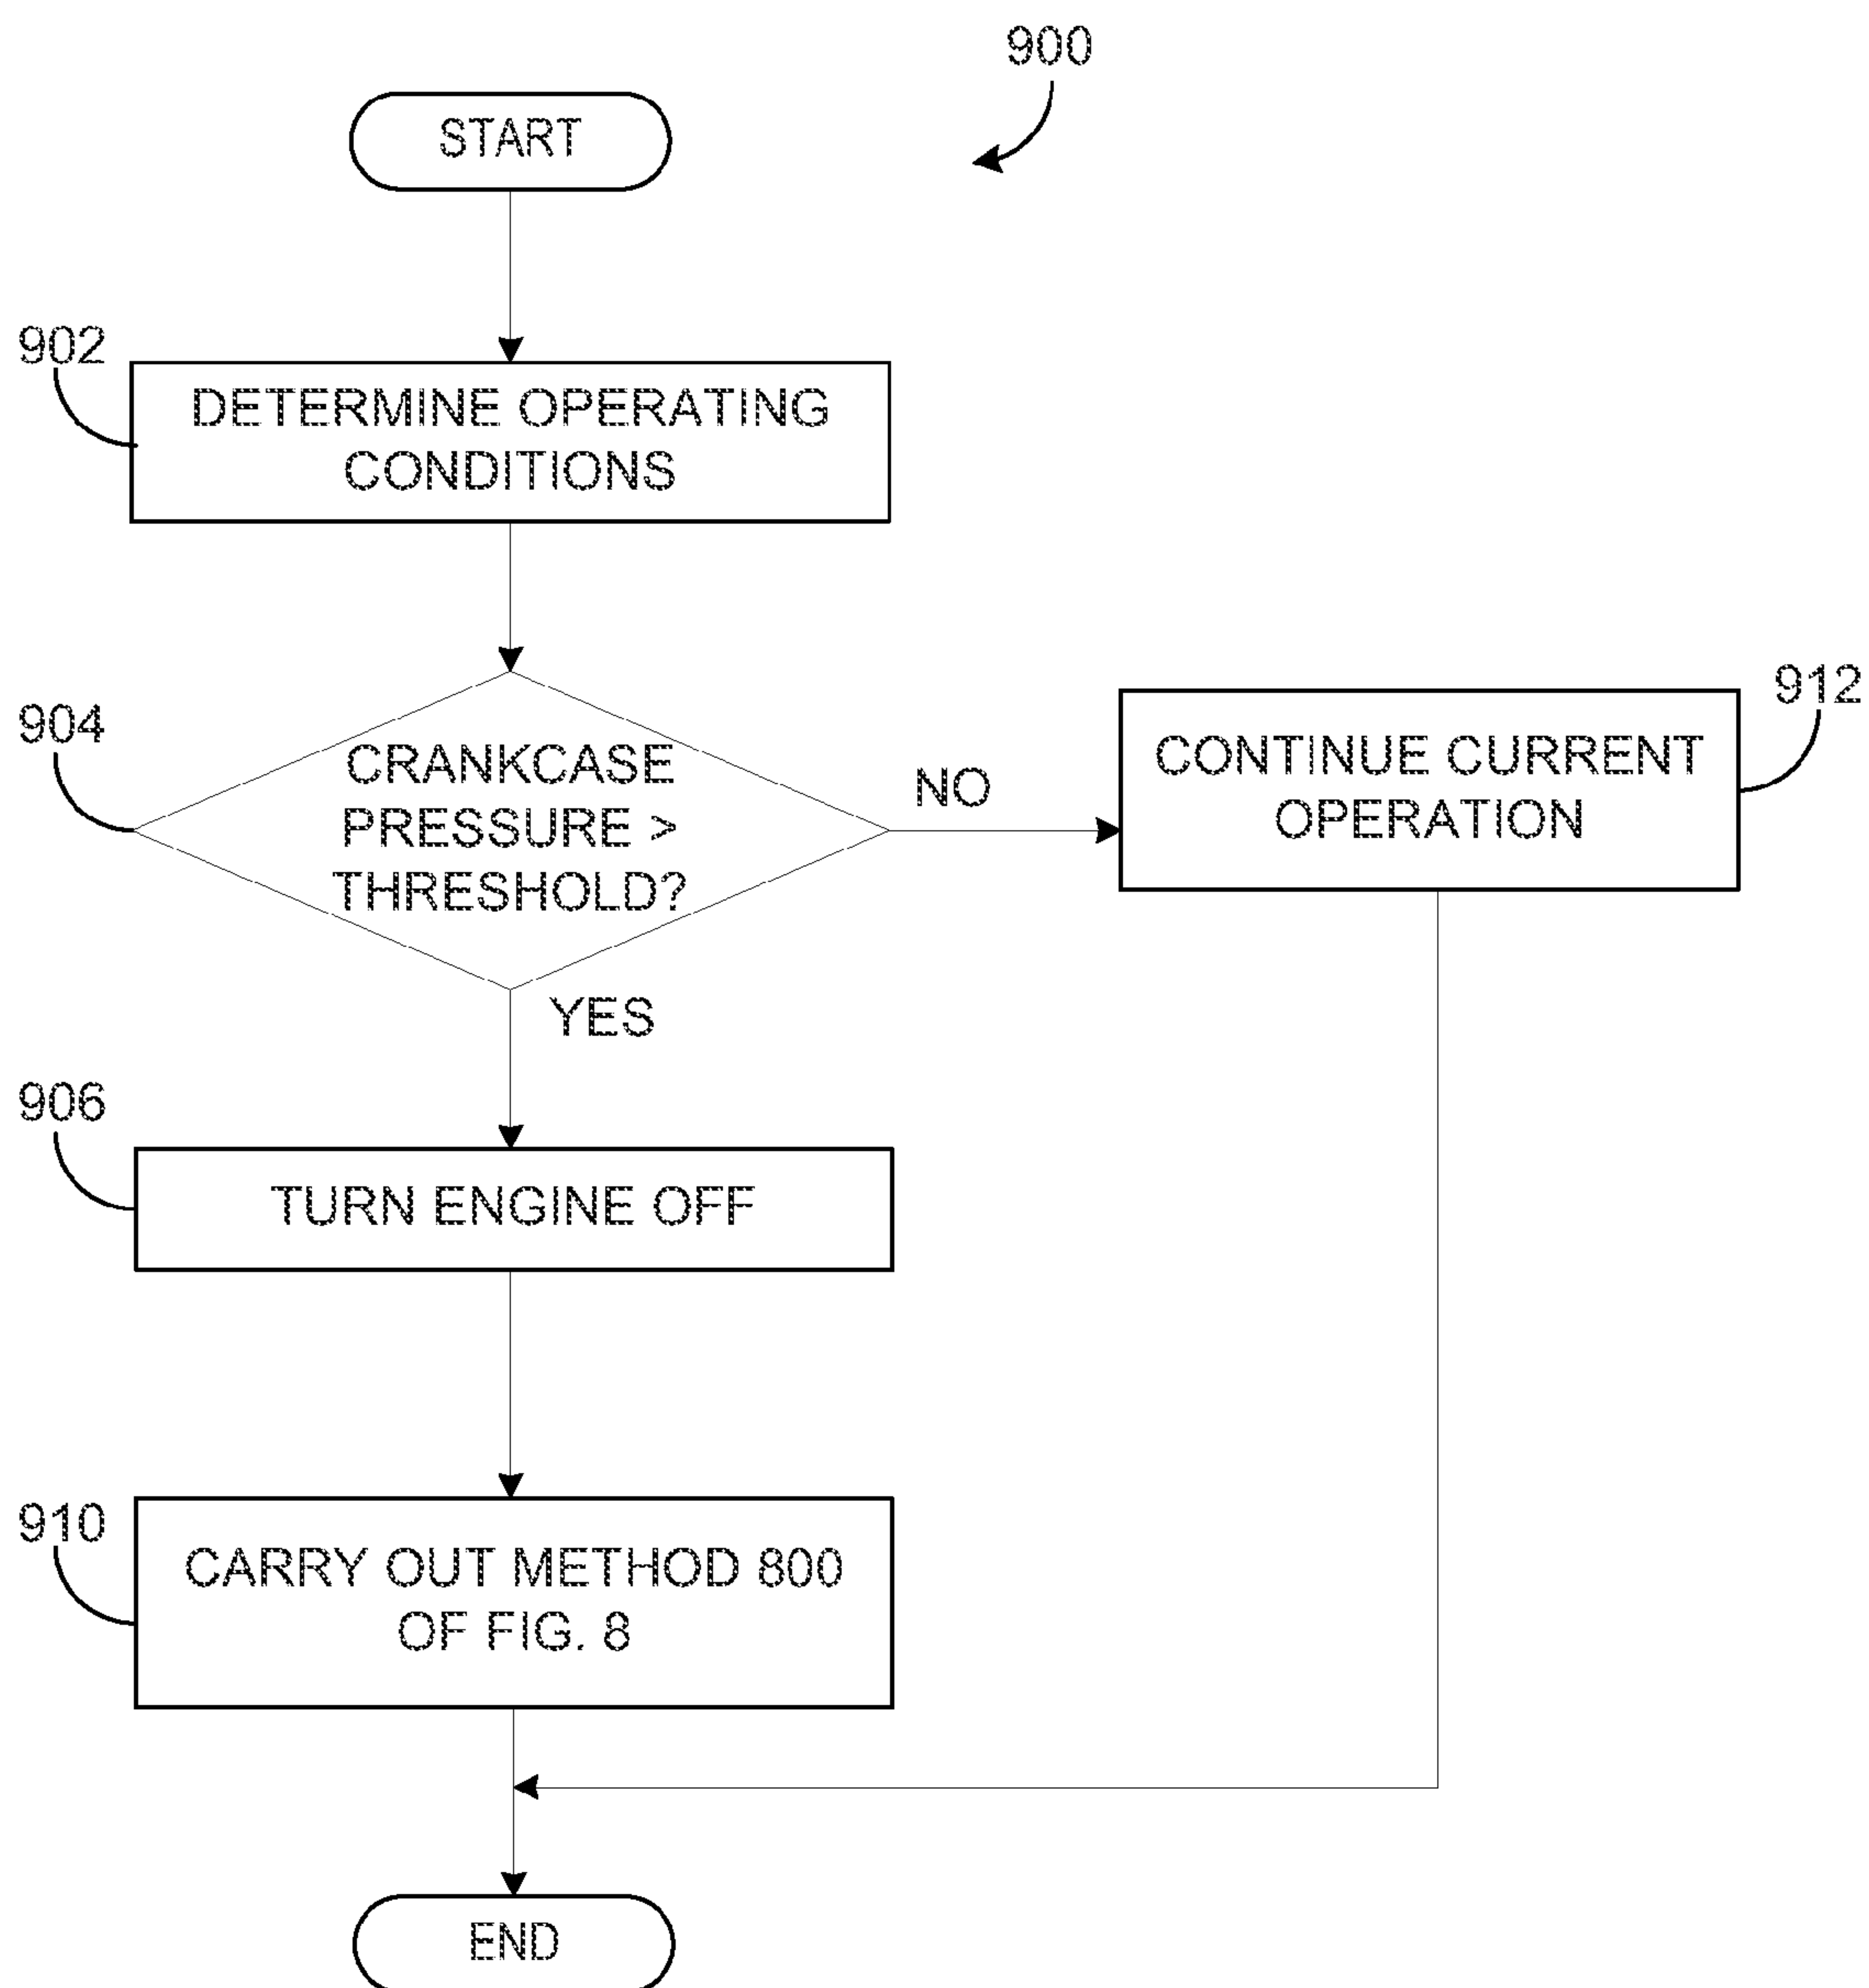 900
START
902
DETERMINE OPERATING
CONDITIONS
904
CRANKCASE
PRESSURE >
THRESHOLD?
NO
912
CONTINUE CURRENT
OPERATION
YES
906
TURN ENGINE OFF
910
CARRY OUT METHOD 800
OF FIG. 8
END